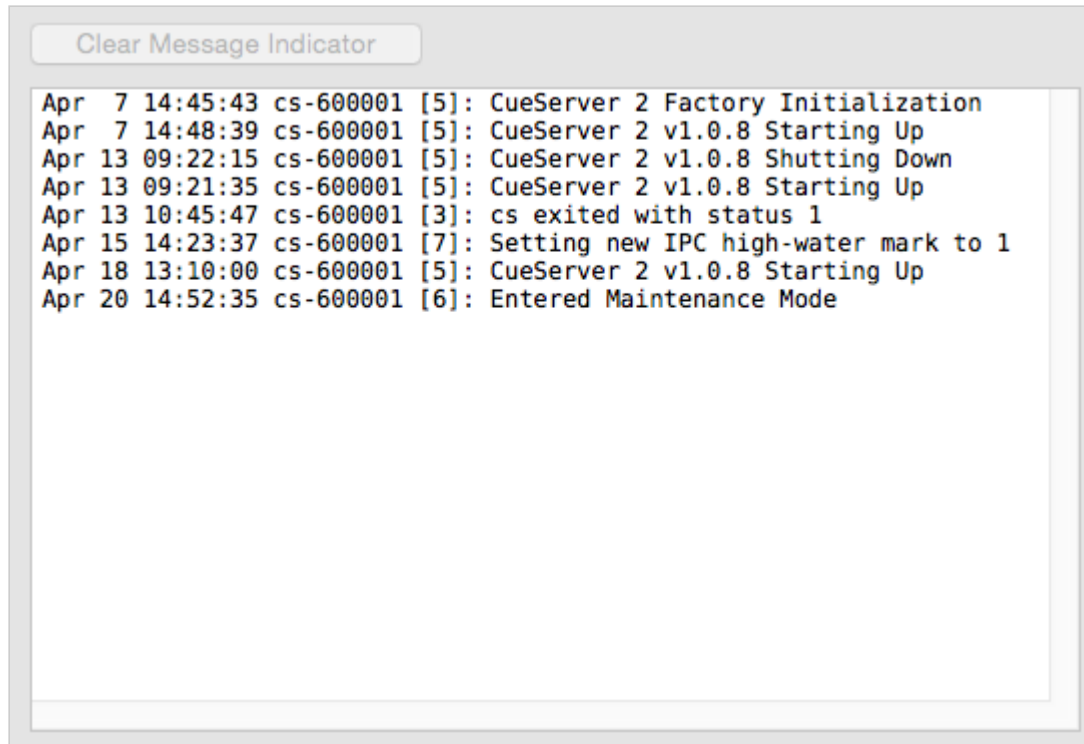 Clear Message Indicator
Apr  7 14:45:43 cs-600001 [5]: CueServer 2 Factory Initialization
Apr  7 14:48:39 cs-600001 [5]: CueServer 2 v1.0.8 Starting Up
Apr 13 09:22:15 cs-600001 [5]: CueServer 2 v1.0.8 Shutting Down
Apr 13 09:21:35 cs-600001 [5]: CueServer 2 v1.0.8 Starting Up
Apr 13 10:45:47 cs-600001 [3]: cs exited with status 1
Apr 15 14:23:37 cs-600001 [7]: Setting new IPC high-water mark to 1
Apr 18 13:10:00 cs-600001 [5]: CueServer 2 v1.0.8 Starting Up
Apr 20 14:52:35 cs-600001 [6]: Entered Maintenance Mode